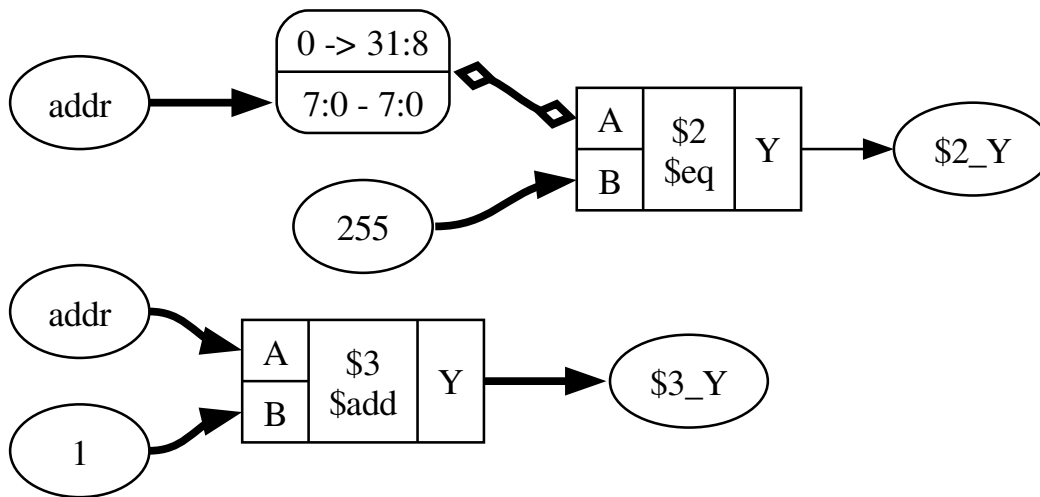 addr
0 -> 31:8
7:0 - 7:0
255
A
B
$2
$eq
Y
$2_Y
addr
1
A
B
$3
$add
Y
$3_Y